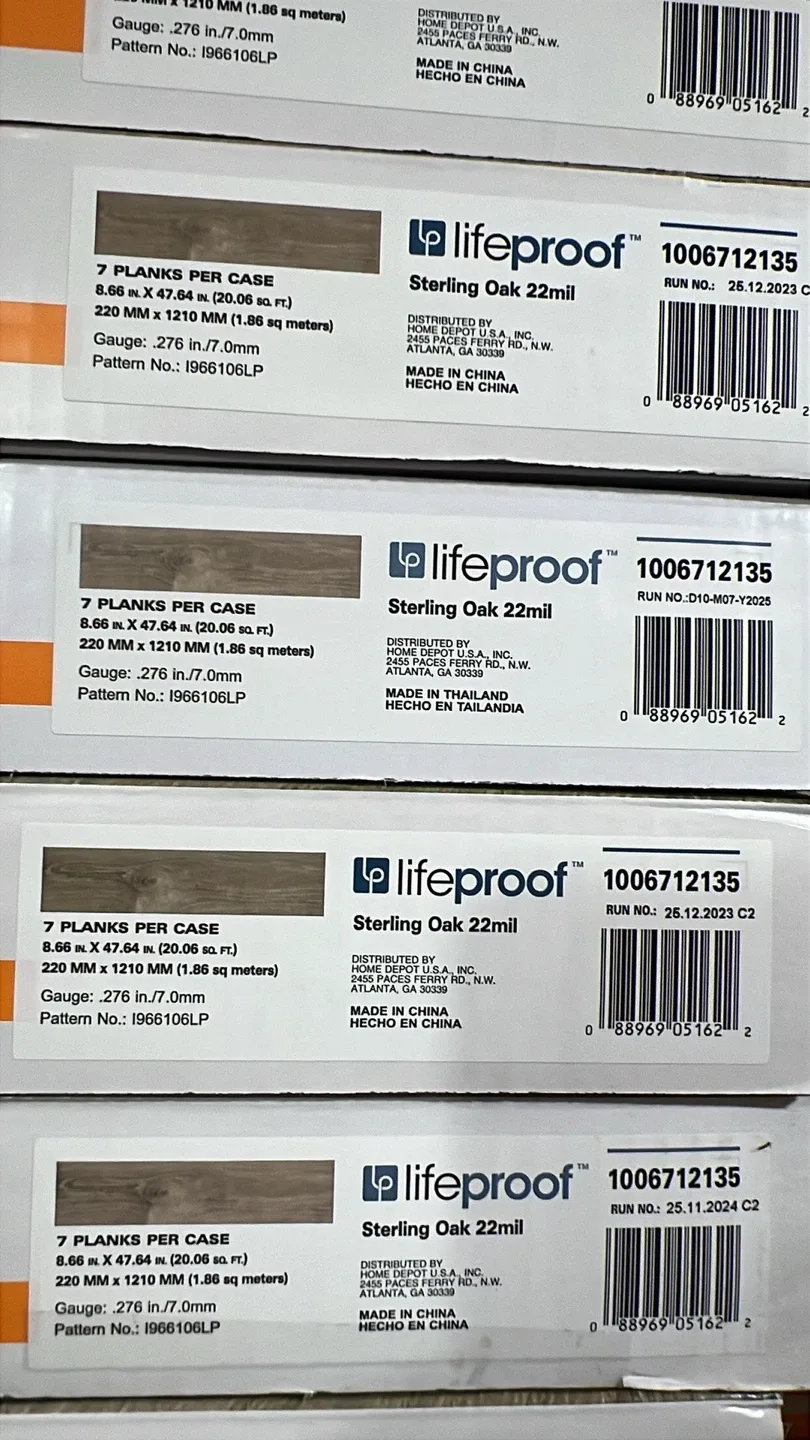 1210 MM (1.86 sq meters)
Gauge: .276 in./7.0mm
Pattern No.: I966106LP
DISTRIBUTED BY
HOME DEPOT U.S.A., INC.
2455 PACES FERRY RD., N.W.
ATLANTA, GA 30339
MADE IN CHINA
HECHO EN CHINA
0 88969 05162 2
7 PLANKS PER CASE
8.66 IN. X 47.64 IN. (20.06 SQ. FT.)
220 MM x 1210 MM (1.86 sq meters)
Gauge: .276 in./7.0mm
Pattern No.: I966106LP
lp lifeproof™
Sterling Oak 22mil
DISTRIBUTED BY
HOME DEPOT U.S.A., INC.
2455 PACES FERRY RD., N.W.
ATLANTA, GA 30339
MADE IN CHINA
HECHO EN CHINA
1006712135
RUN NO.: 25.12.2023 C
0 88969 05162 2
7 PLANKS PER CASE
8.66 IN. X 47.64 IN. (20.06 SQ. FT.)
220 MM x 1210 MM (1.86 sq meters)
Gauge: .276 in./7.0mm
Pattern No.: I966106LP
lp lifeproof™
Sterling Oak 22mil
DISTRIBUTED BY
HOME DEPOT U.S.A., INC.
2455 PACES FERRY RD., N.W.
ATLANTA, GA 30339
MADE IN THAILAND
HECHO EN TAILANDIA
1006712135
RUN NO.:D10-M07-Y2025
0 88969 05162 2
7 PLANKS PER CASE
8.66 IN. X 47.64 IN. (20.06 SQ. FT.)
220 MM x 1210 MM (1.86 sq meters)
Gauge: .276 in./7.0mm
Pattern No.: I966106LP
lp lifeproof™
Sterling Oak 22mil
DISTRIBUTED BY
HOME DEPOT U.S.A., INC.
2455 PACES FERRY RD., N.W.
ATLANTA, GA 30339
MADE IN CHINA
HECHO EN CHINA
1006712135
RUN NO.: 25.12.2023 C2
0 88969 05162 2
7 PLANKS PER CASE
8.66 IN. X 47.64 IN. (20.06 SQ. FT.)
220 MM x 1210 MM (1.86 sq meters)
Gauge: .276 in./7.0mm
Pattern No.: I966106LP
lp lifeproof™
Sterling Oak 22mil
DISTRIBUTED BY
HOME DEPOT U.S.A., INC.
2455 PACES FERRY RD., N.W.
ATLANTA, GA 30339
MADE IN CHINA
HECHO EN CHINA
1006712135
RUN NO.: 25.11.2024 C2
0 88969 05162 2